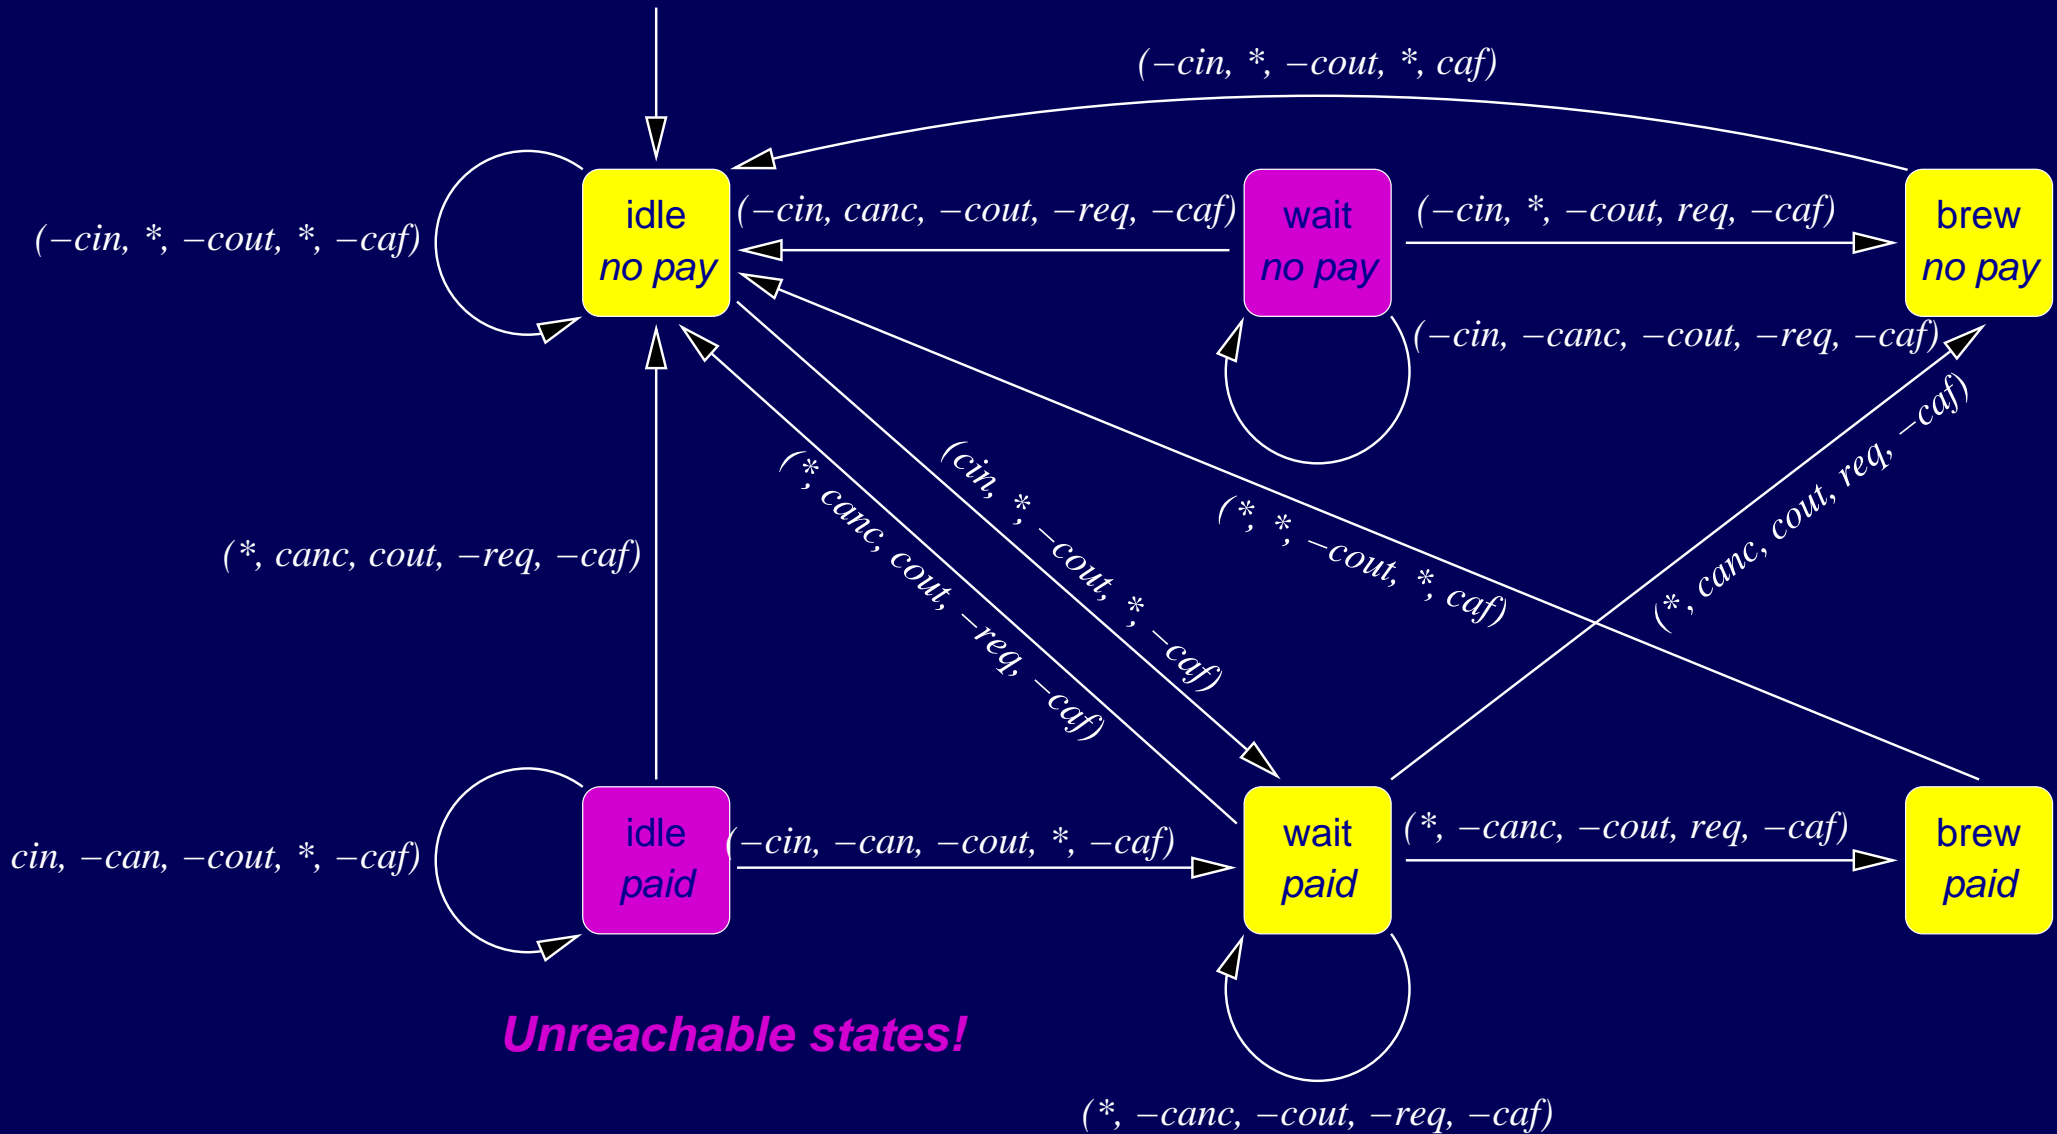 (−cin, *, −cout, *, caf)
(−cin, *, −cout, *, −caf)
idle
no pay
(−cin, canc, −cout, −req, −caf)
wait
no pay
(−cin, *, −cout, req, −caf)
brew
no pay
(−cin, −canc, −cout, −req, −caf)
(*, canc, cout, −req, −caf)
(*, canc, cout, −req, −caf)
(cin, *, −cout, *, −caf)
(*, *, −cout, *, caf)
(*, canc, cout, req, −caf)
cin, −can, −cout, *, −caf)
idle
paid
(−cin, −can, −cout, *, −caf)
wait
paid
(*, −canc, −cout, req, −caf)
brew
paid
Unreachable states!
(*, −canc, −cout, −req, −caf)